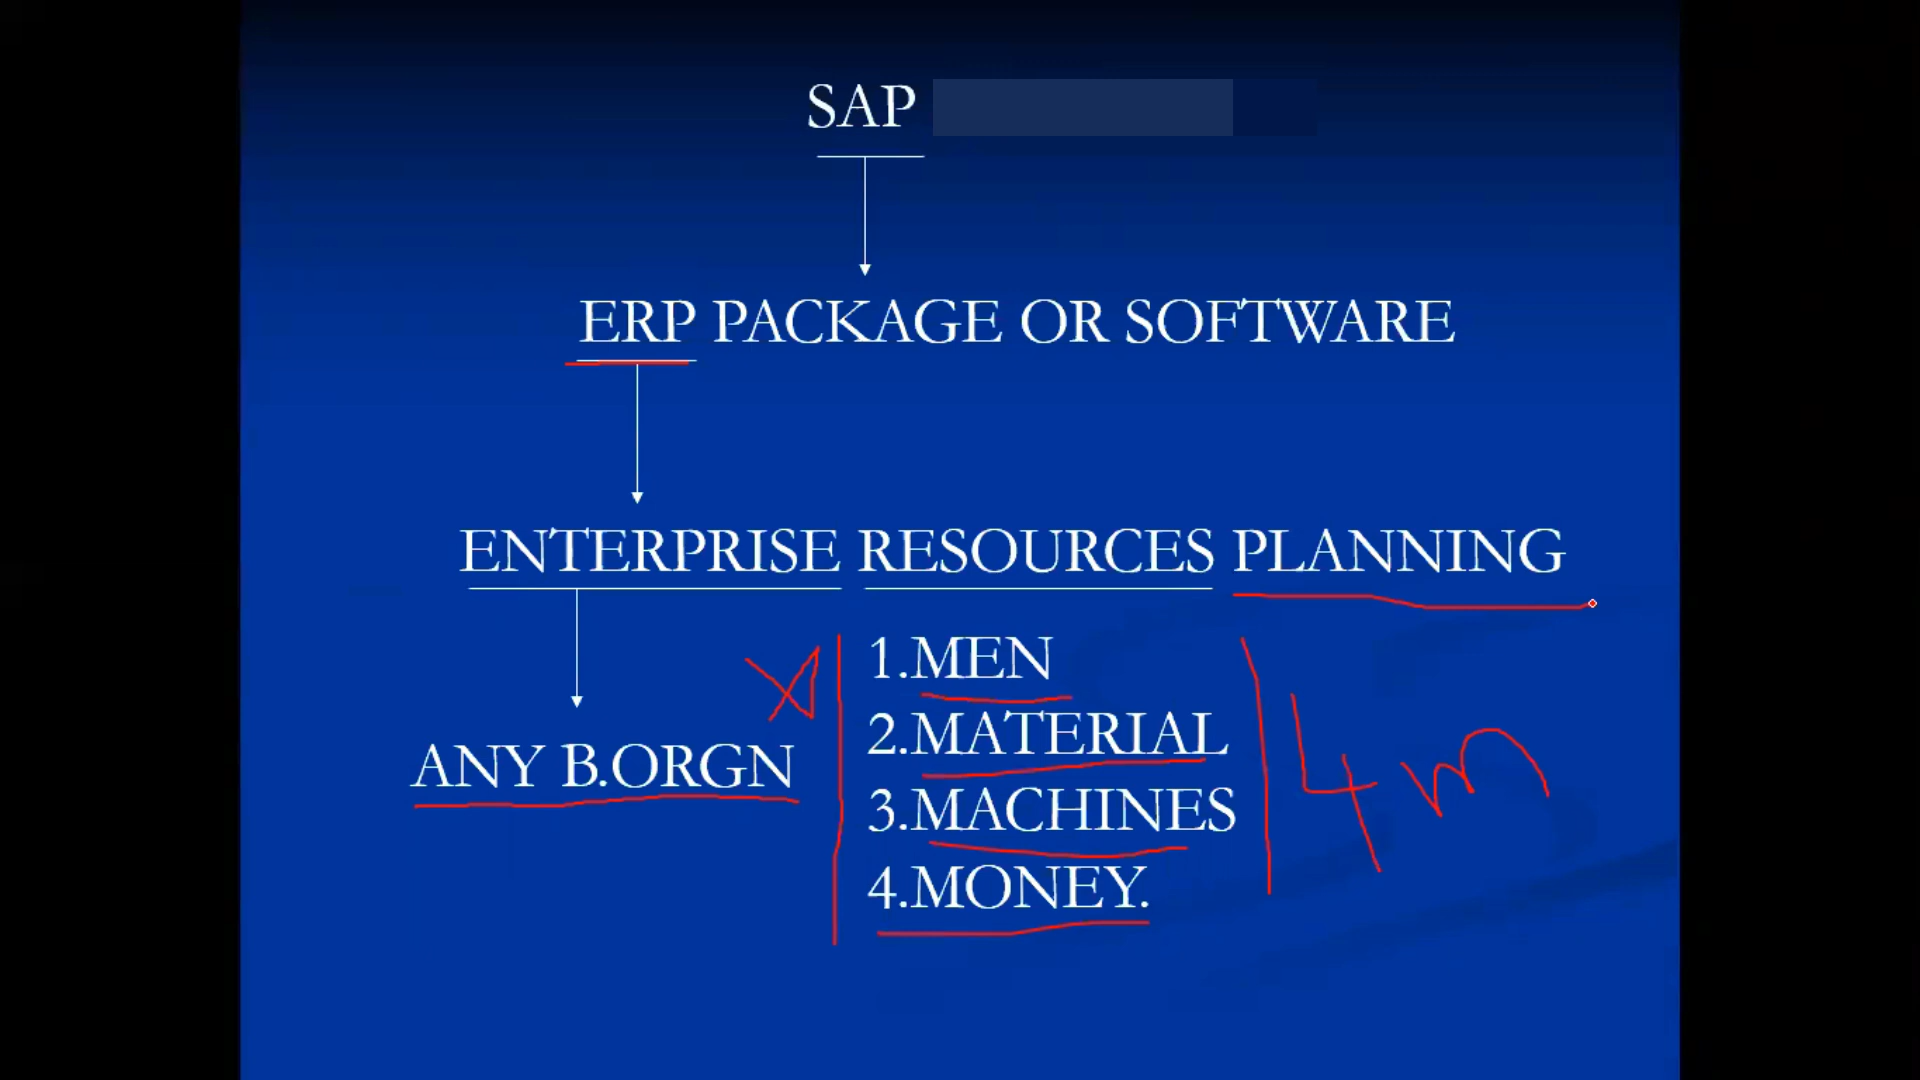 SAP
ERP PACKAGE OR SOFTWARE
ENTERPRISE RESOURCES PLANNING
1.MEN
2.MATERIAL
ANY B.ORGN
3.MACHINES
4.MONEY.
4m